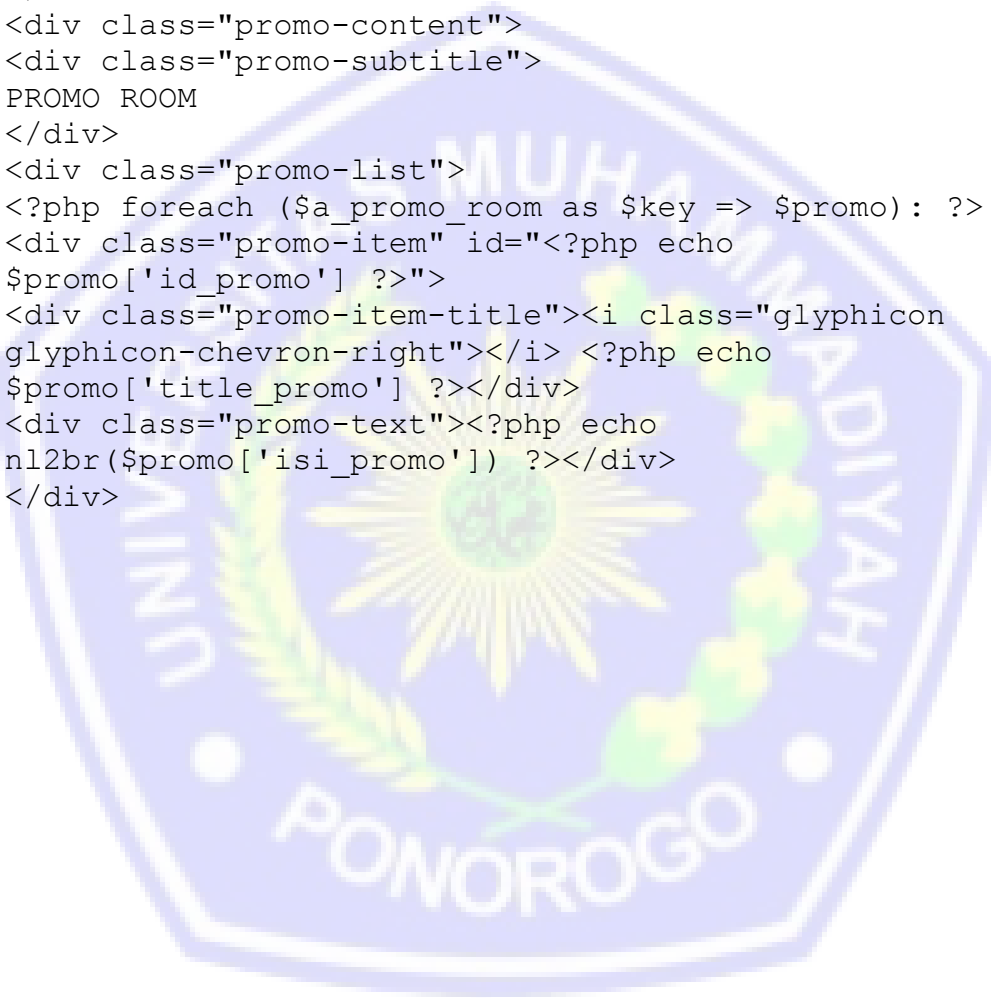 <div class="promo-content">
<div class="promo-subtitle">
PROMO ROOM
</div>
<div class="promo-list">
<?php foreach ($a_promo_room as $key => $promo): ?>
<div class="promo-item" id="<?php echo
$promo['id_promo'] ?>">
<div class="promo-item-title"><i class="glyphicon
glyphicon-chevron-right"></i> <?php echo
$promo['title_promo'] ?></div>
<div class="promo-text"><?php echo
nl2br($promo['isi_promo']) ?></div>
</div>
UNIVERSITAS MUHAMMADIYAH
PONOROGO